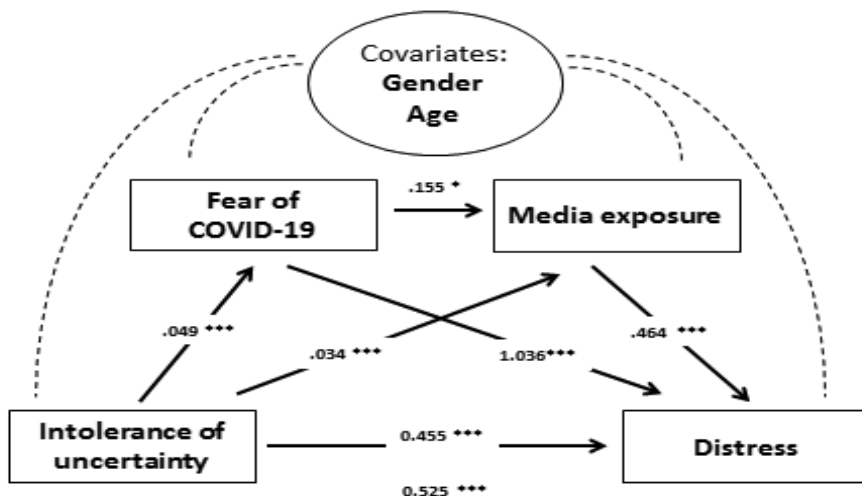 Covariates:
Gender
Age
.155 *
Fear of
COVID-19
Media exposure
.049 ***
.034 ***
1.036***
.464 ***
Intolerance of
uncertainty
0.455 ***
Distress
0.525 ***